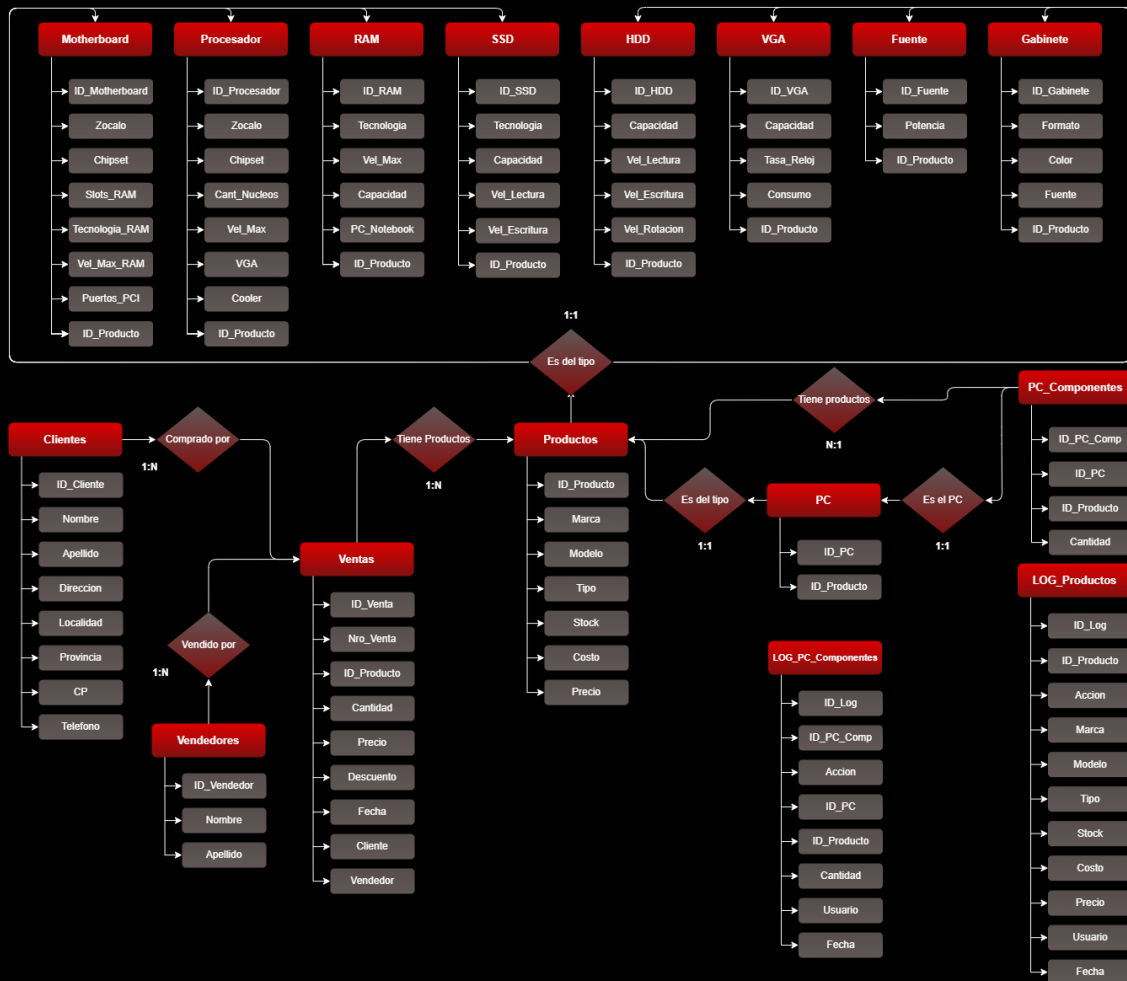 Motherboard
ID_Motherboard
Zocalo
Chipset
Slots_RAM
Tecnologia_RAM
Vel_Max_RAM
Puertos_PCI
ID_Producto
Procesador
ID_Procesador
Zocalo
Chipset
Cant_Nucleos
Vel_Max
VGA
Cooler
ID_Producto
RAM
ID_RAM
Tecnologia
Vel_Max
Capacidad
PC_Notebook
ID_Producto
SSD
ID_SSD
Tecnologia
Capacidad
Vel_Lectura
Vel_Escritura
ID_Producto
HDD
ID_HDD
Capacidad
Vel_Lectura
Vel_Escritura
Vel_Rotacion
ID_Producto
VGA
ID_VGA
Capacidad
Tasa_Reloj
Consumo
ID_Producto
Fuente
ID_Fuente
Potencia
ID_Producto
Gabinete
ID_Gabinete
Formato
Color
Fuente
ID_Producto
1:1
Es del tipo
Clientes
ID_Cliente
Nombre
Apellido
Direccion
Localidad
Provincia
CP
Telefono
Comprado por
1:N
Vendido por
1:N
Vendedores
ID_Vendedor
Nombre
Apellido
Ventas
ID_Venta
Nro_Venta
ID_Producto
Cantidad
Precio
Descuento
Fecha
Cliente
Vendedor
Tiene Productos
1:N
Productos
ID_Producto
Marca
Modelo
Tipo
Stock
Costo
Precio
Tiene productos
N:1
Es del tipo
1:1
PC
ID_PC
ID_Producto
Es el PC
1:1
PC_Componentes
ID_PC_Comp
ID_PC
ID_Producto
Cantidad
LOG_PC_Componentes
ID_Log
ID_PC_Comp
Accion
ID_PC
ID_Producto
Cantidad
Usuario
Fecha
LOG_Productos
ID_Log
ID_Producto
Accion
Marca
Modelo
Tipo
Stock
Costo
Precio
Usuario
Fecha